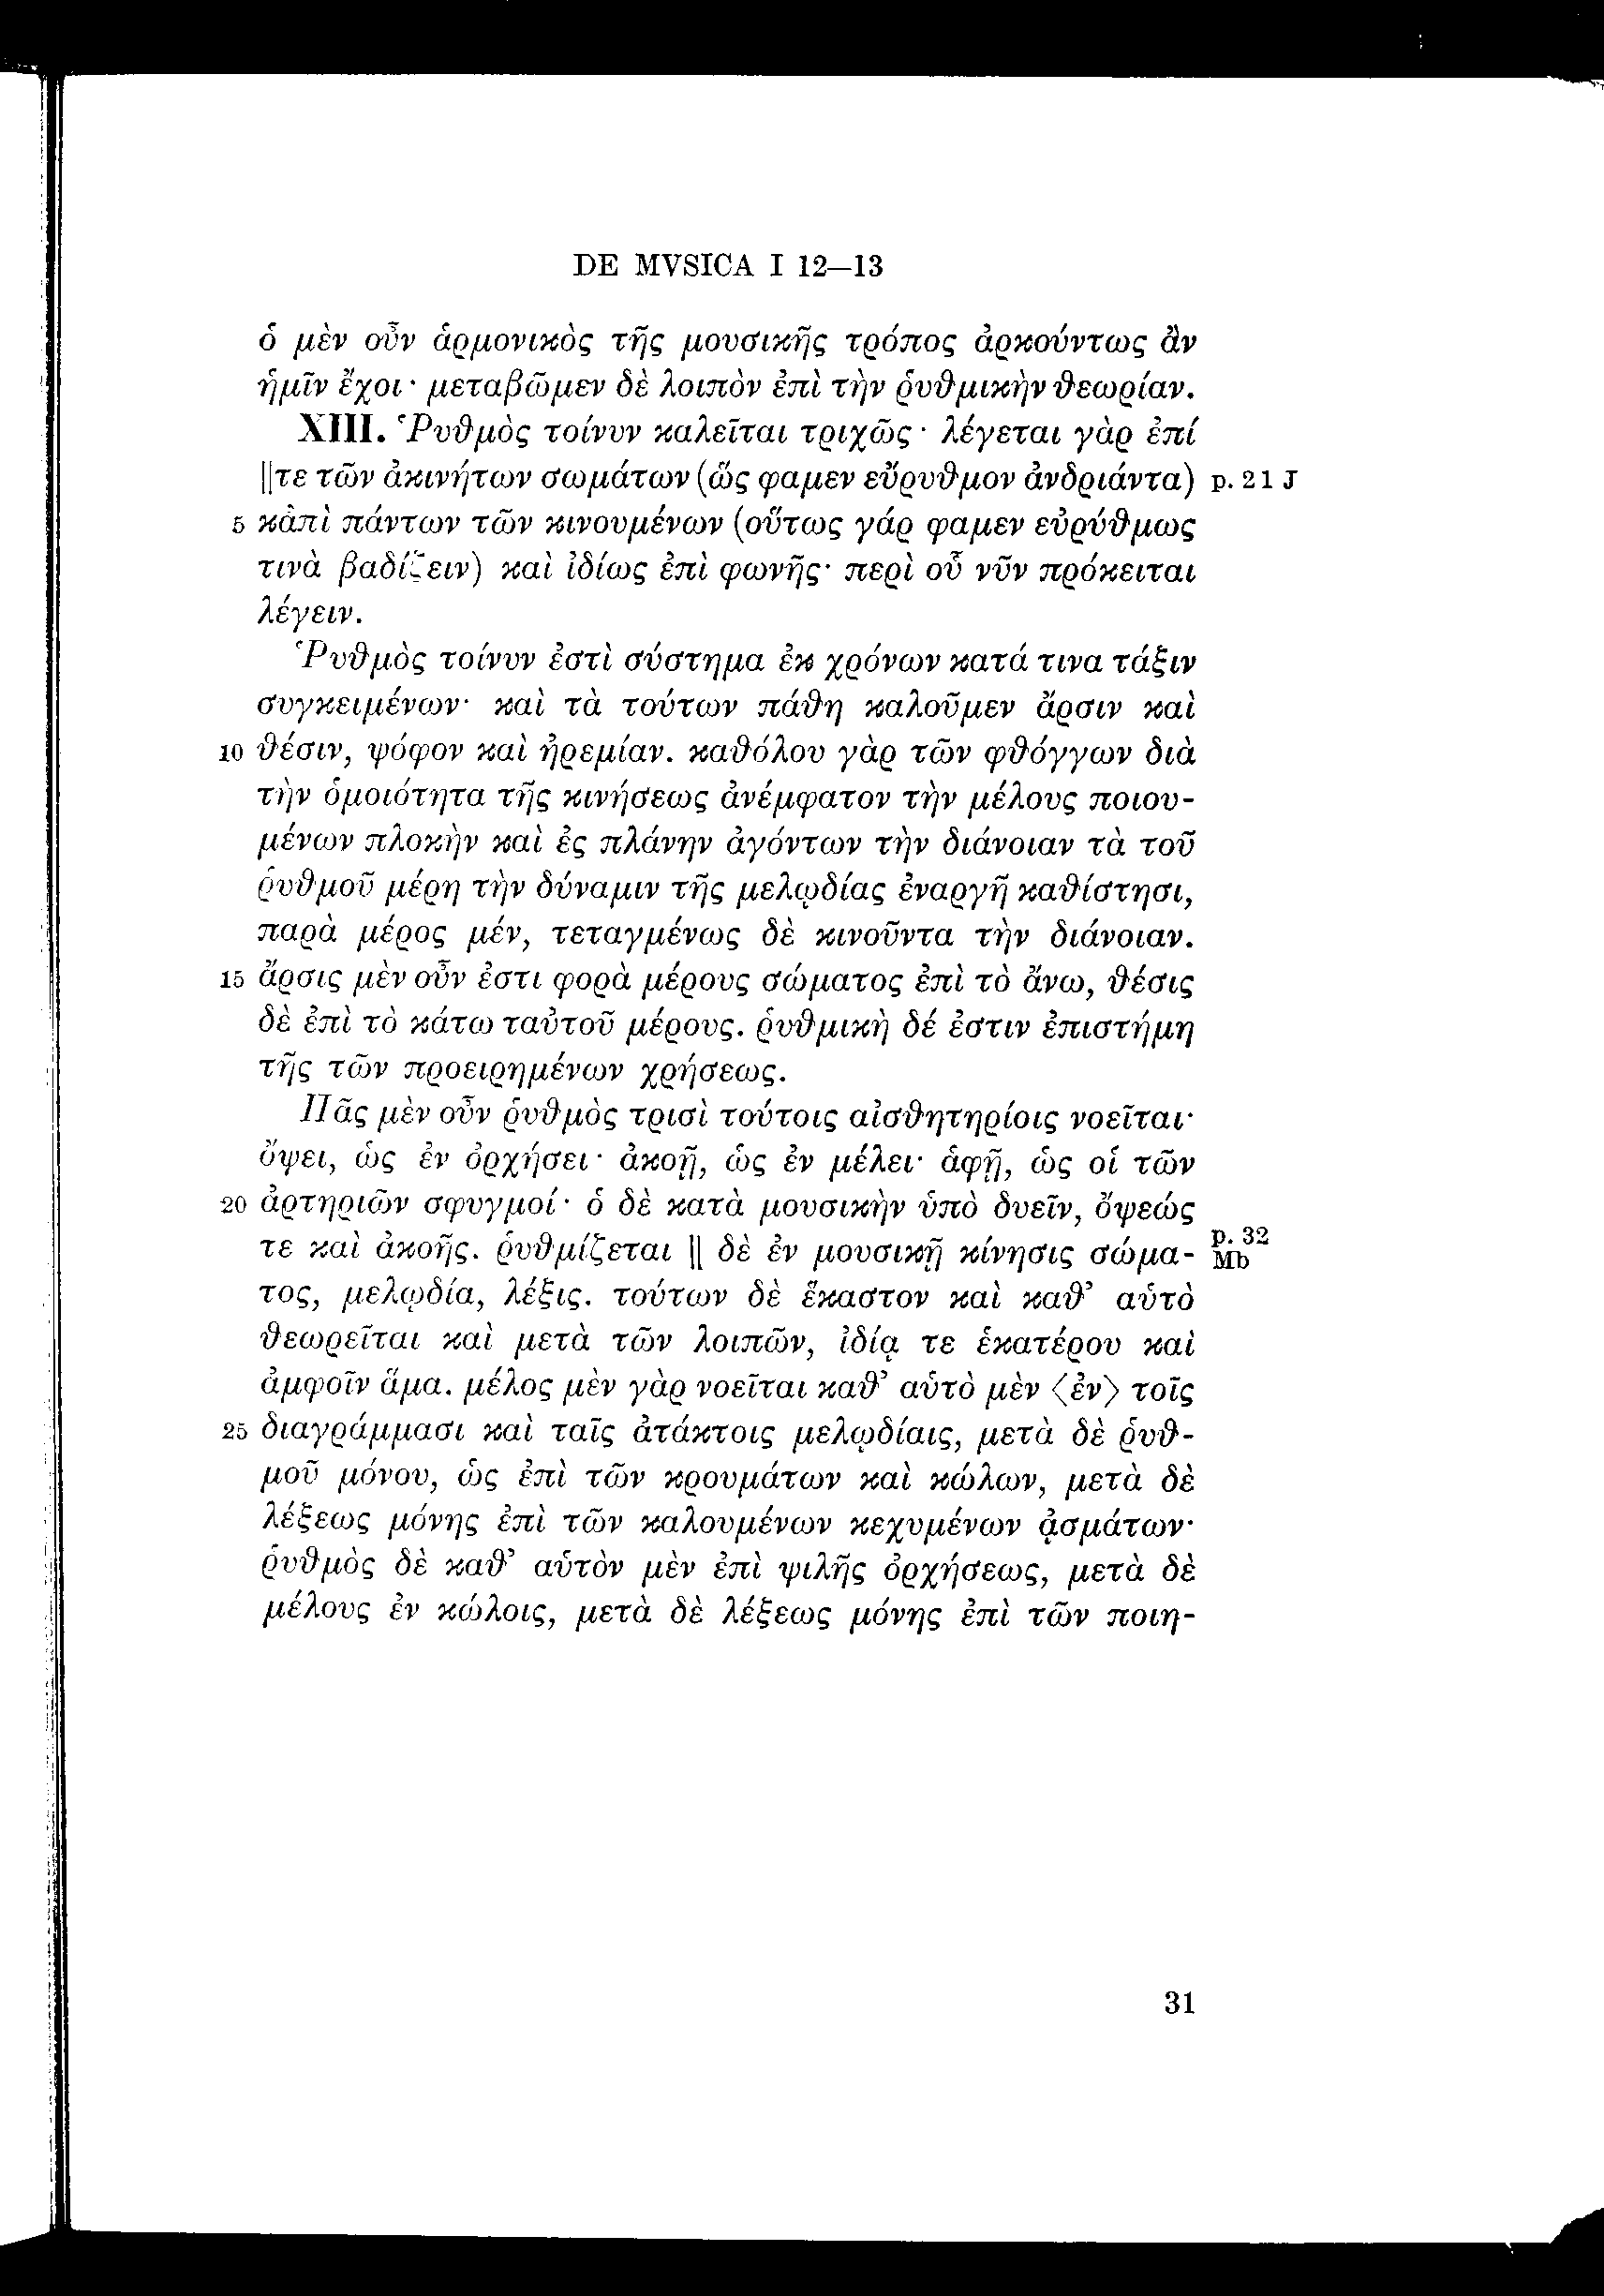 DE MVSICA I 12—13
ὁ μὲν οὖν ἁρμονικὸς τῆς μουσικῆς τρόπος ἀρκούντως ἂν
ἡμῖν ἔχοι· μεταβῶμεν δὲ λοιπὸν ἐπὶ τὴν ῥυθμικὴν θεωρίαν.
XIII. Ῥυθμὸς τοίνυν καλεῖται τριχῶς· λέγεται γὰρ ἐπί
||τε τῶν ἀκινήτων σωμάτων (ὥς φαμεν εὔρυθμον ἀνδριάντα) p. 21 J
5 κἀπὶ πάντων τῶν κινουμένων (οὕτως γάρ φαμεν εὐρύθμως
τινὰ βαδίζειν) καὶ ἰδίως ἐπὶ φωνῆς· περὶ οὗ νῦν πρόκειται
λέγειν.
Ῥυθμὸς τοίνυν ἐστὶ σύστημα ἐκ χρόνων κατά τινα τάξιν
συγκειμένων· καὶ τὰ τούτων πάθη καλοῦμεν ἄρσιν καὶ
10 θέσιν, ψόφον καὶ ἠρεμίαν. καθόλου γὰρ τῶν φθόγγων διὰ
τὴν ὁμοιότητα τῆς κινήσεως ἀνέμφατον τὴν μέλους ποιου-
μένων πλοκὴν καὶ ἐς πλάνην ἀγόντων τὴν διάνοιαν τὰ τοῦ
ῥυθμοῦ μέρη τὴν δύναμιν τῆς μελῳδίας ἐναργῆ καθίστησι,
παρὰ μέρος μέν, τεταγμένως δὲ κινοῦντα τὴν διάνοιαν.
15 ἄρσις μὲν οὖν ἐστι φορὰ μέρους σώματος ἐπὶ τὸ ἄνω, θέσις
δὲ ἐπὶ τὸ κάτω ταὐτοῦ μέρους. ῥυθμικὴ δέ ἐστιν ἐπιστήμη
τῆς τῶν προειρημένων χρήσεως.
Πᾶς μὲν οὖν ῥυθμὸς τρισὶ τούτοις αἰσθητηρίοις νοεῖται·
ὄψει, ὡς ἐν ὀρχήσει· ἀκοῇ, ὡς ἐν μέλει· ἁφῇ, ὡς οἱ τῶν
20 ἀρτηριῶν σφυγμοί· ὁ δὲ κατὰ μουσικὴν ὑπὸ δυεῖν, ὄψεώς
τε καὶ ἀκοῆς. ῥυθμίζεται || δὲ ἐν μουσικῇ κίνησις σώμα- p. 32 Mb
τος, μελῳδία, λέξις. τούτων δὲ ἕκαστον καὶ καθ’ αὑτὸ
θεωρεῖται καὶ μετὰ τῶν λοιπῶν, ἰδίᾳ τε ἑκατέρου καὶ
ἀμφοῖν ἅμα. μέλος μὲν γὰρ νοεῖται καθ’ αὑτὸ μὲν ⟨ἐν⟩ τοῖς
25 διαγράμμασι καὶ ταῖς ἀτάκτοις μελῳδίαις, μετὰ δὲ ῥυθ-
μοῦ μόνου, ὡς ἐπὶ τῶν κρουμάτων καὶ κώλων, μετὰ δὲ
λέξεως μόνης ἐπὶ τῶν καλουμένων κεχυμένων ᾀσμάτων·
ῥυθμὸς δὲ καθ’ αὑτὸν μὲν ἐπὶ ψιλῆς ὀρχήσεως, μετὰ δὲ
μέλους ἐν κώλοις, μετὰ δὲ λέξεως μόνης ἐπὶ τῶν ποιη-
31